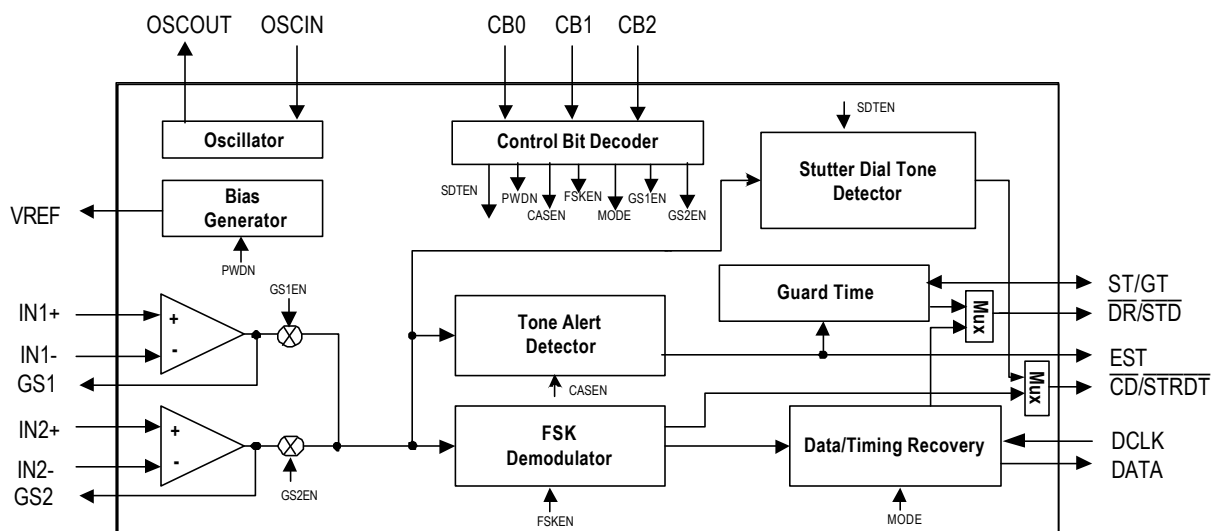 OSCOUT OSCIN CB0 CB1 CB2
Oscillator
Control Bit Decoder
SDTEN
Stutter Dial Tone
Detector
SDTEN PWDN CASEN FSKEN MODE GS1EN GS2EN
VREF
Bias
Generator
PWDN
IN1+
+
GS1EN
IN1-
-
GS1
Tone Alert
Detector
CASEN
Guard Time
Mux
ST/GT
DR/STD
EST
Mux
CD/STRDT
IN2+
+
IN2-
-
GS2
GS2EN
FSK
Demodulator
FSKEN
Data/Timing Recovery
MODE
DCLK
DATA